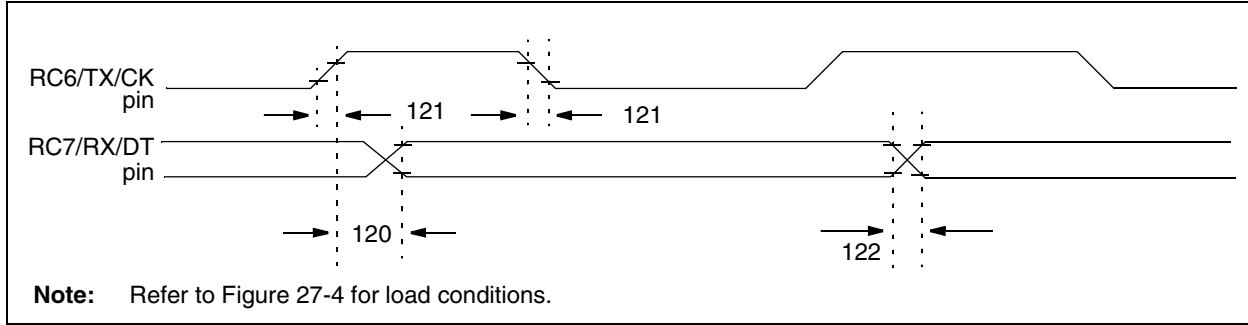 RC6/TX/CK
pin
121
121
RC7/RX/DT
pin
120
122
Note: Refer to Figure 27-4 for load conditions.